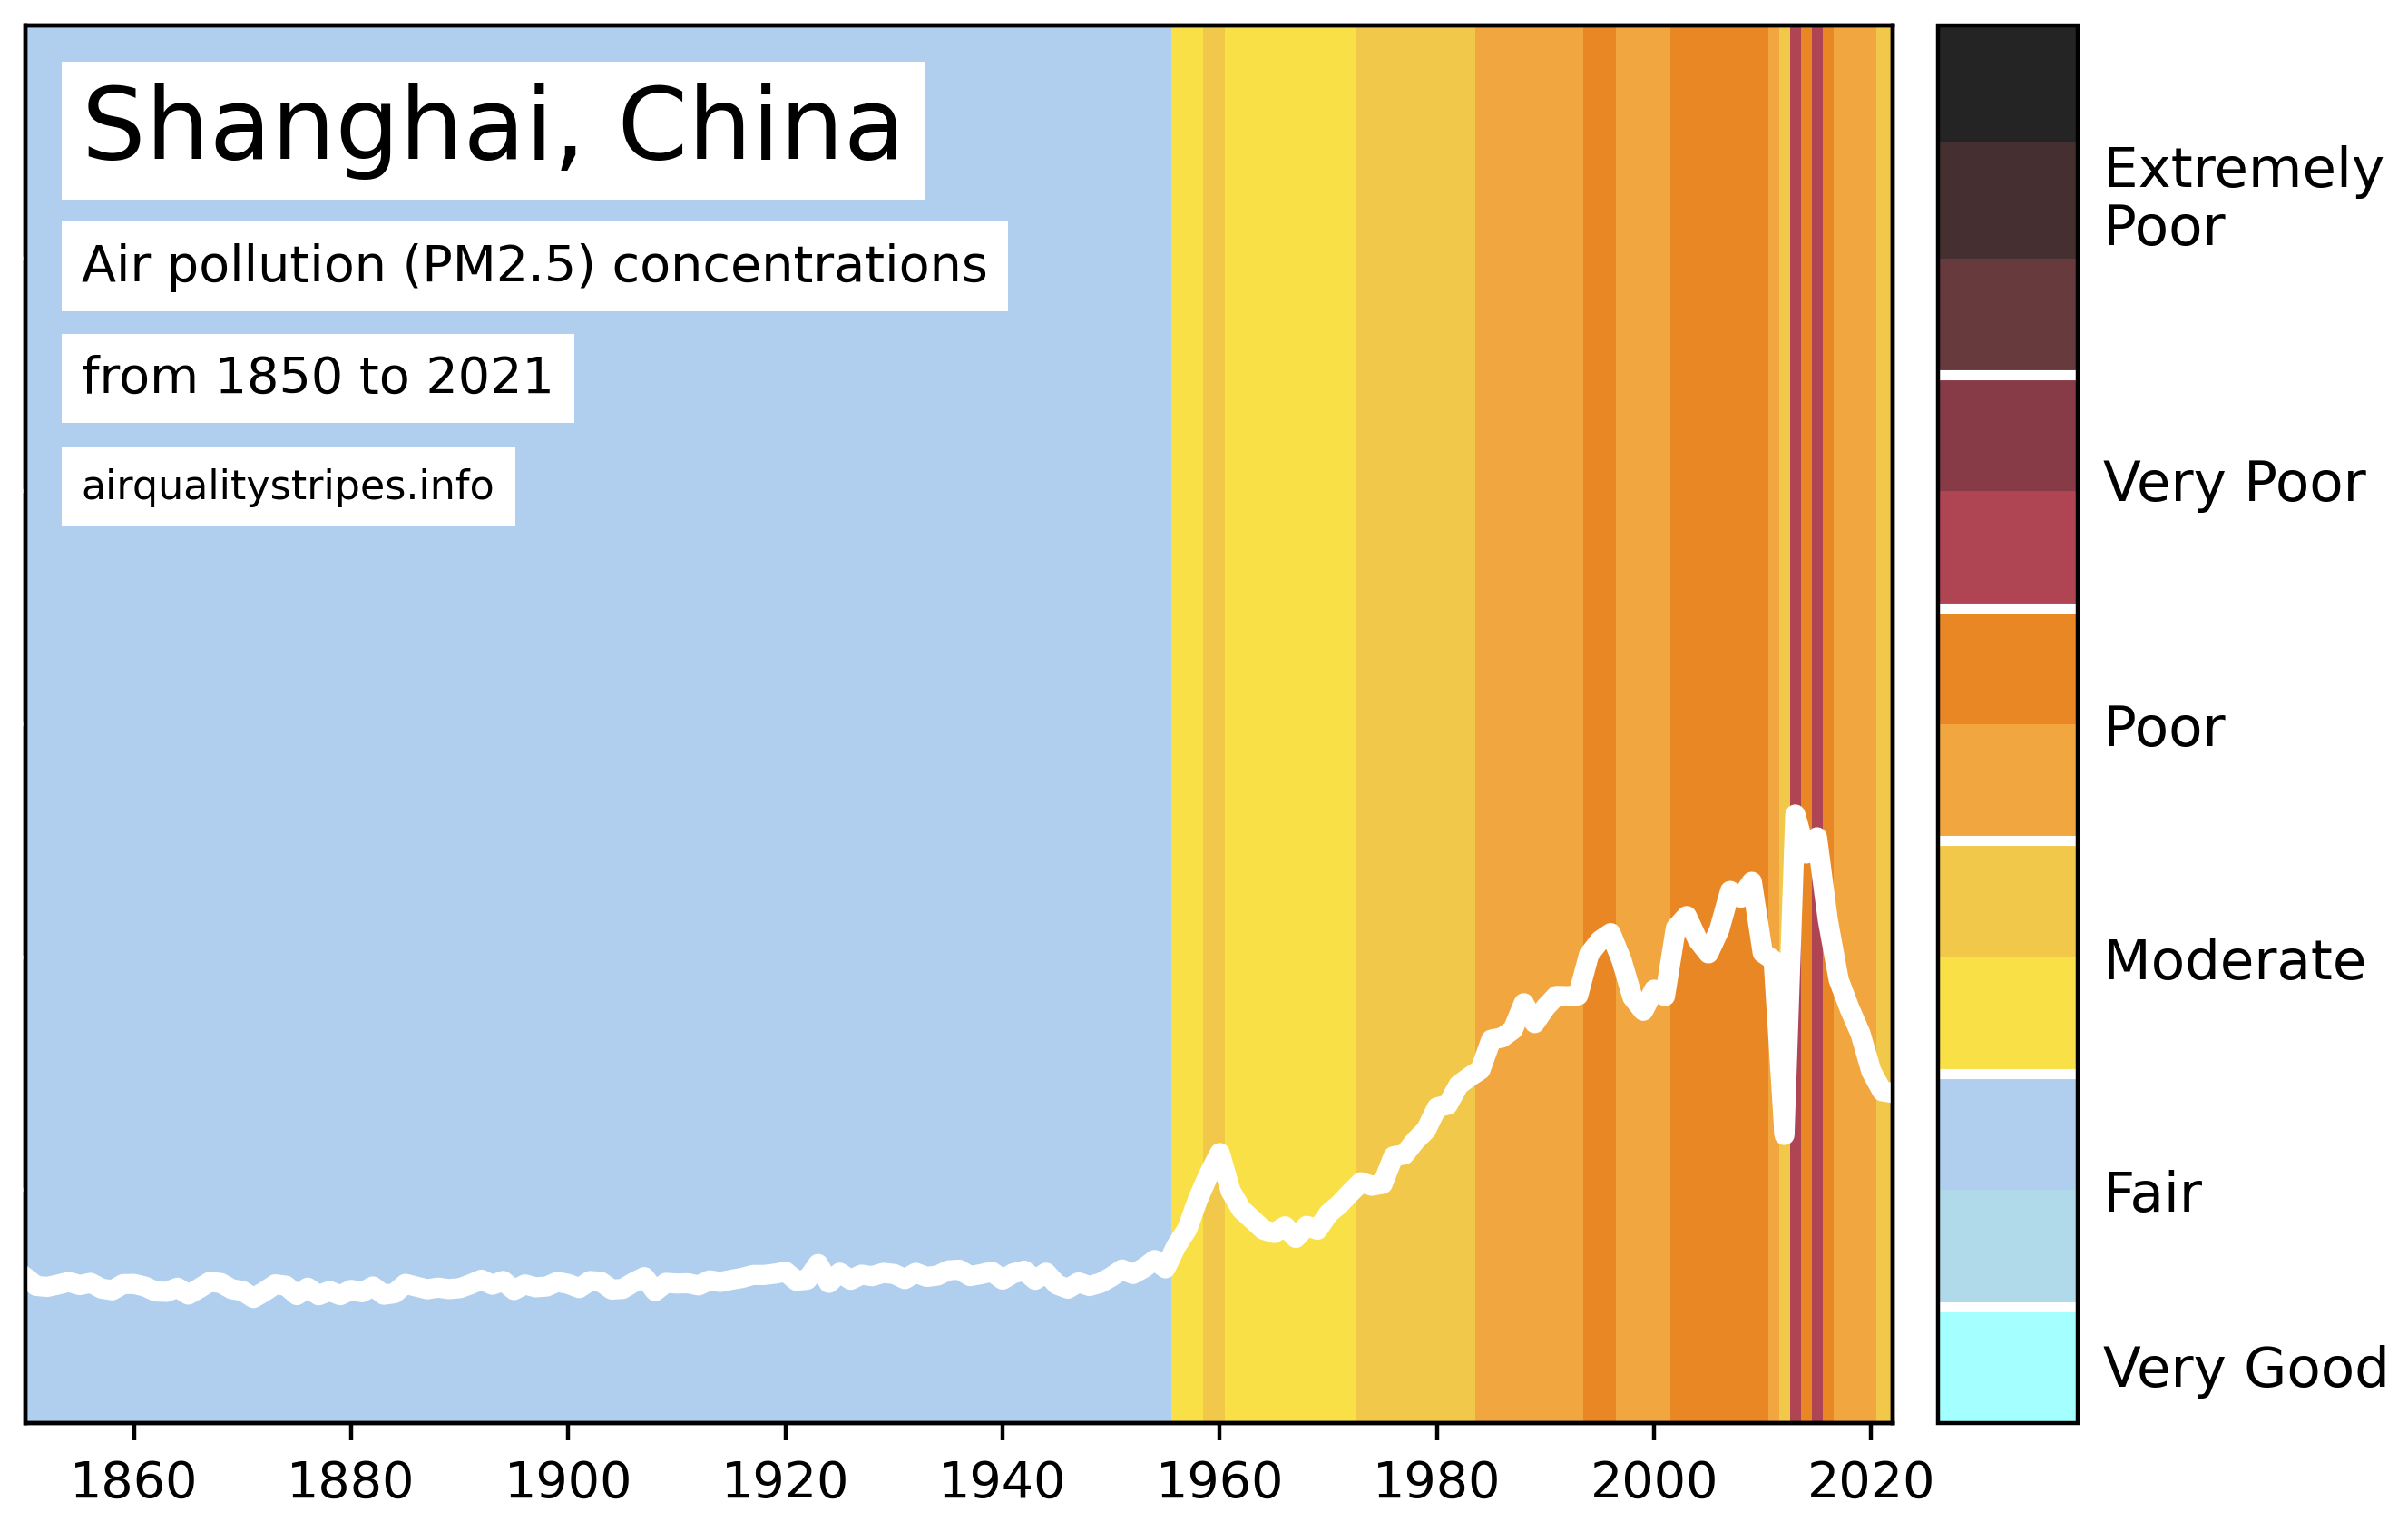 Shanghai, China
Air pollution (PM2.5) concentrations
from 1850 to 2021
airqualitystripes.info
Extremely
Poor
Very Poor
Poor
Moderate
Fair
Very Good
1860 1880 1900 1920 1940 1960 1980 2000 2020